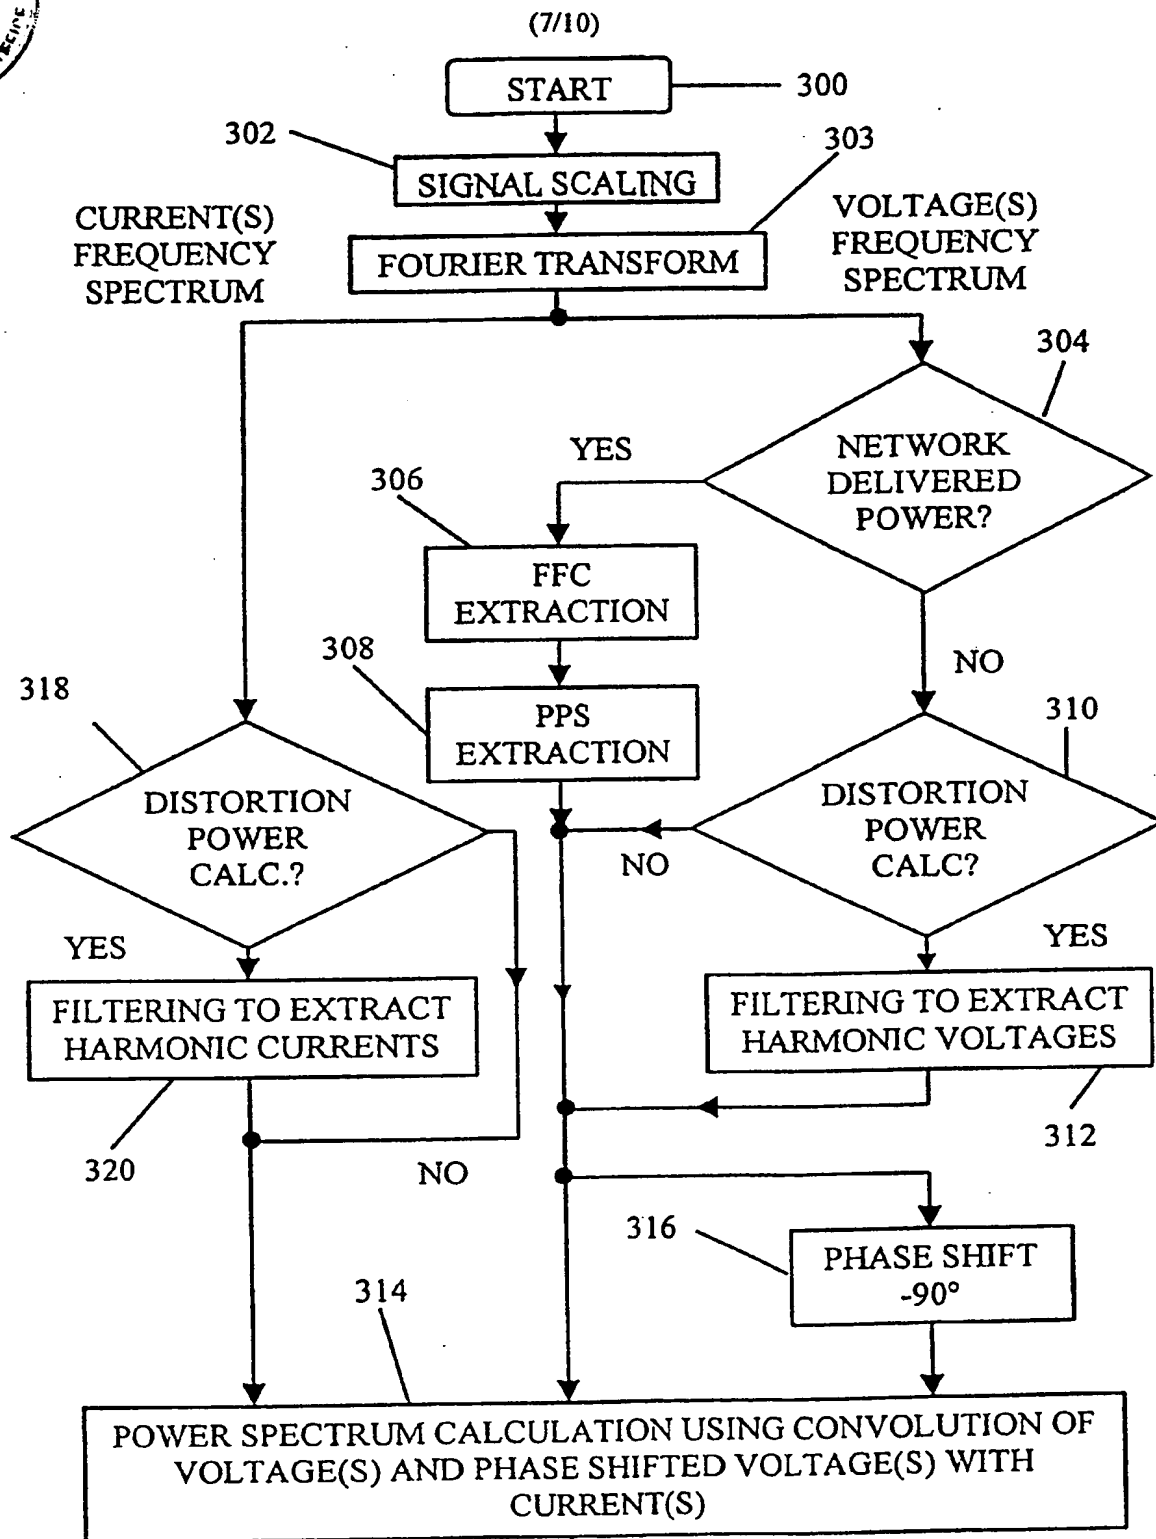 (7/10)
START
300
302
303
SIGNAL SCALING
CURRENT(S)
FREQUENCY
SPECTRUM
VOLTAGE(S)
FREQUENCY
SPECTRUM
FOURIER TRANSFORM
304
YES
NETWORK
DELIVERED
POWER?
306
FFC
EXTRACTION
308
NO
318
PPS
EXTRACTION
310
DISTORTION
POWER
CALC.?
DISTORTION
POWER
CALC?
NO
YES
YES
FILTERING TO EXTRACT
HARMONIC CURRENTS
FILTERING TO EXTRACT
HARMONIC VOLTAGES
320
NO
312
316
PHASE SHIFT
-90°
314
POWER SPECTRUM CALCULATION USING CONVOLUTION OF
VOLTAGE(S) AND PHASE SHIFTED VOLTAGE(S) WITH
CURRENT(S)